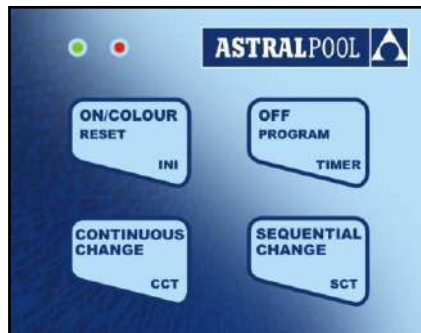 ASTRALPOOL
ON/COLOUR
RESET
INI
OFF
PROGRAM
TIMER
CONTINUOUS
CHANGE
CCT
SEQUENTIAL
CHANGE
SCT